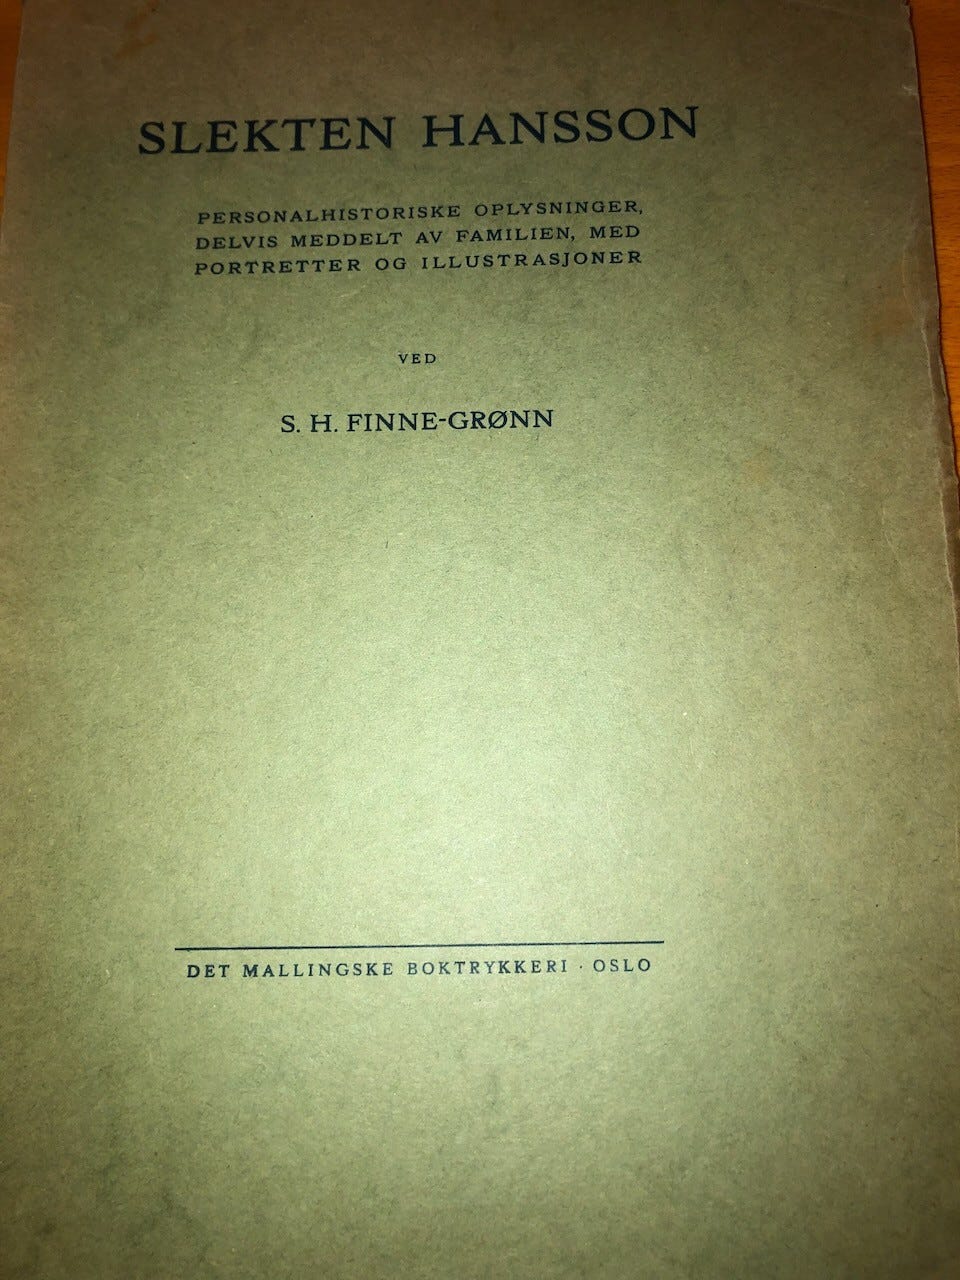 SLEKTEN HANSSON
PERSONALHISTORISKE OPLYSNINGER,
DELVIS MEDDELT AV FAMILIEN, MED
PORTRETTER OG ILLUSTRASJONER
VED
S. H. FINNE-GRØNN
DET MALLINGSKE BOKTRYKKERI · OSLO